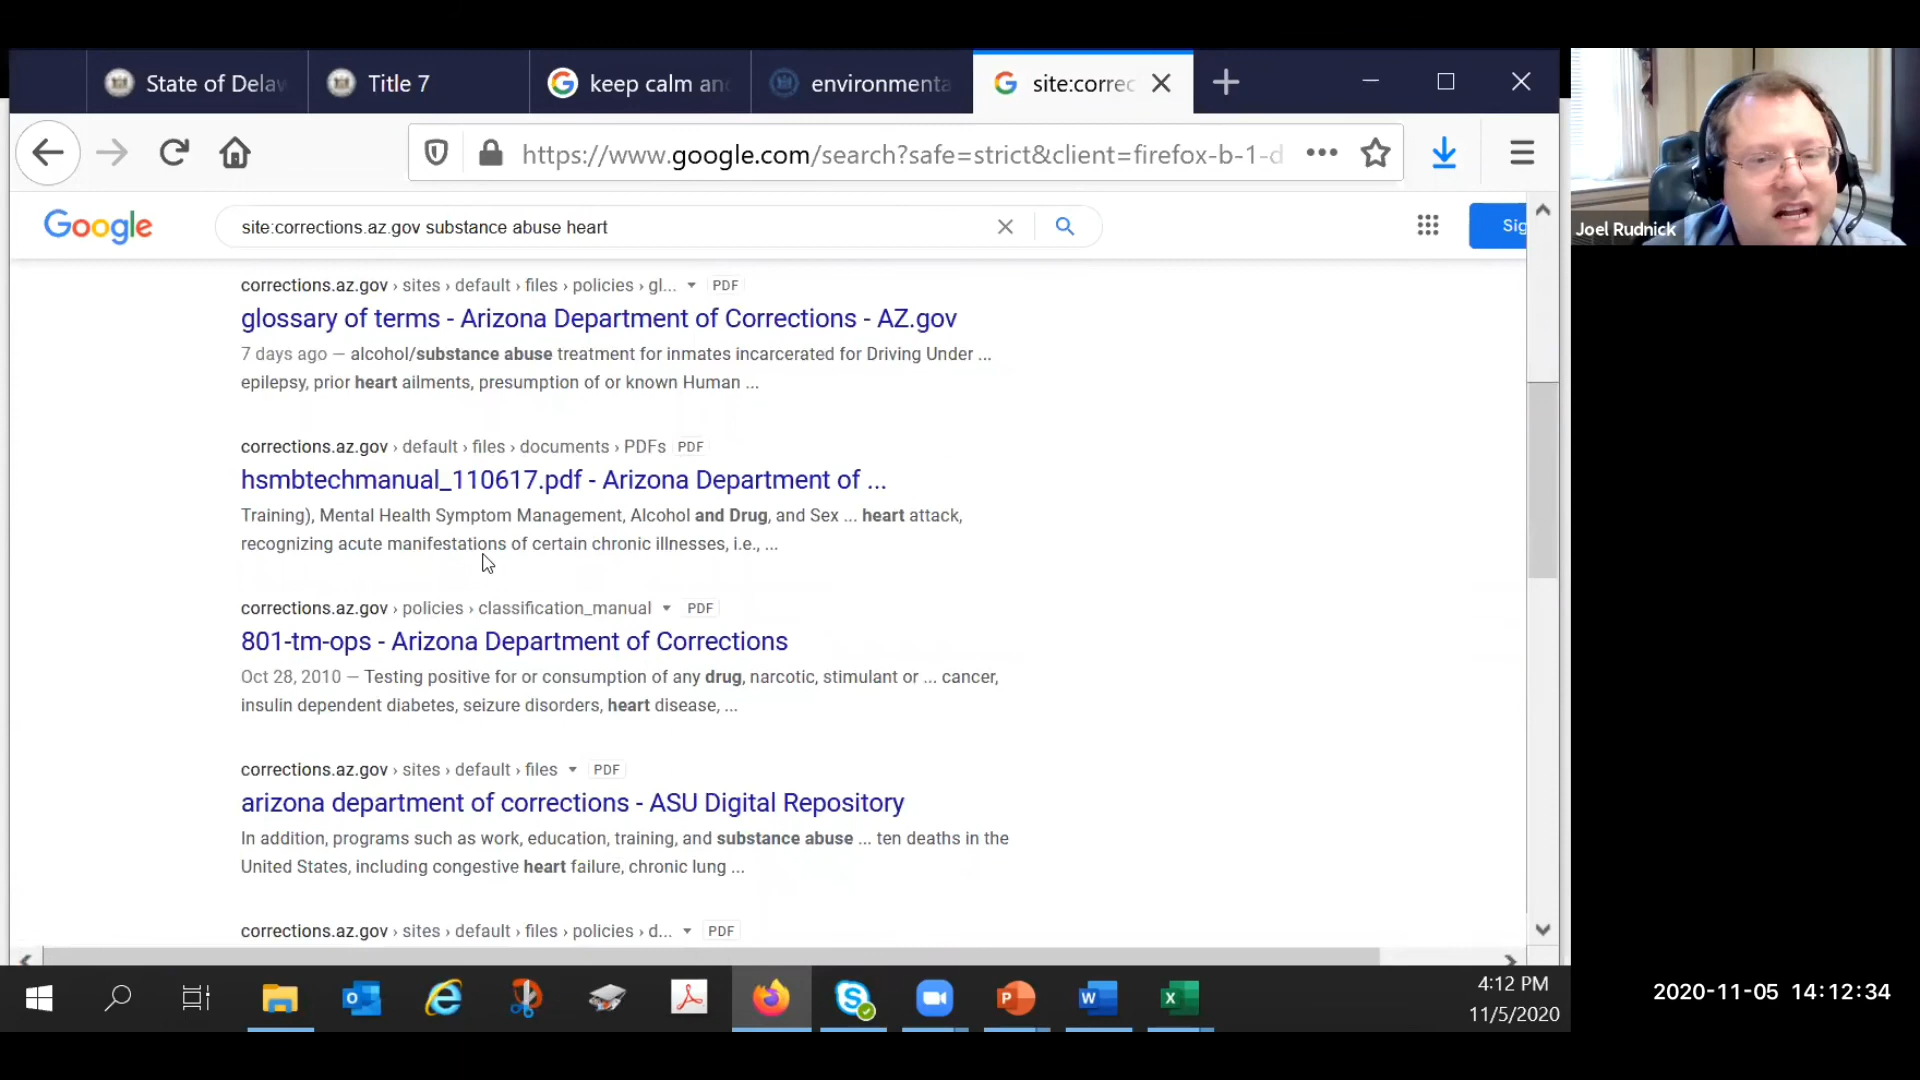 State of Delaw
Title 7
keep calm an
environmenta
site:correc
https://www.google.com/search?safe=strict&client=firefox-b-1-d
Google
site:corrections.az.gov substance abuse heart
Sig
Joel Rudnick
corrections.az.gov › sites › default › files › policies › gl... PDF
glossary of terms - Arizona Department of Corrections - AZ.gov
7 days ago — alcohol/substance abuse treatment for inmates incarcerated for Driving Under ...
epilepsy, prior heart ailments, presumption of or known Human ...
corrections.az.gov › default › files › documents › PDFs PDF
hsmbtechmanual_110617.pdf - Arizona Department of ...
Training), Mental Health Symptom Management, Alcohol and Drug, and Sex ... heart attack,
recognizing acute manifestations of certain chronic illnesses, i.e., ...
corrections.az.gov › policies › classification_manual PDF
801-tm-ops - Arizona Department of Corrections
Oct 28, 2010 — Testing positive for or consumption of any drug, narcotic, stimulant or ... cancer,
insulin dependent diabetes, seizure disorders, heart disease, ...
corrections.az.gov › sites › default › files PDF
arizona department of corrections - ASU Digital Repository
In addition, programs such as work, education, training, and substance abuse ... ten deaths in the
United States, including congestive heart failure, chronic lung ...
corrections.az.gov › sites › default › files › policies › d... PDF
4:12 PM
11/5/2020
2020-11-05 14:12:34